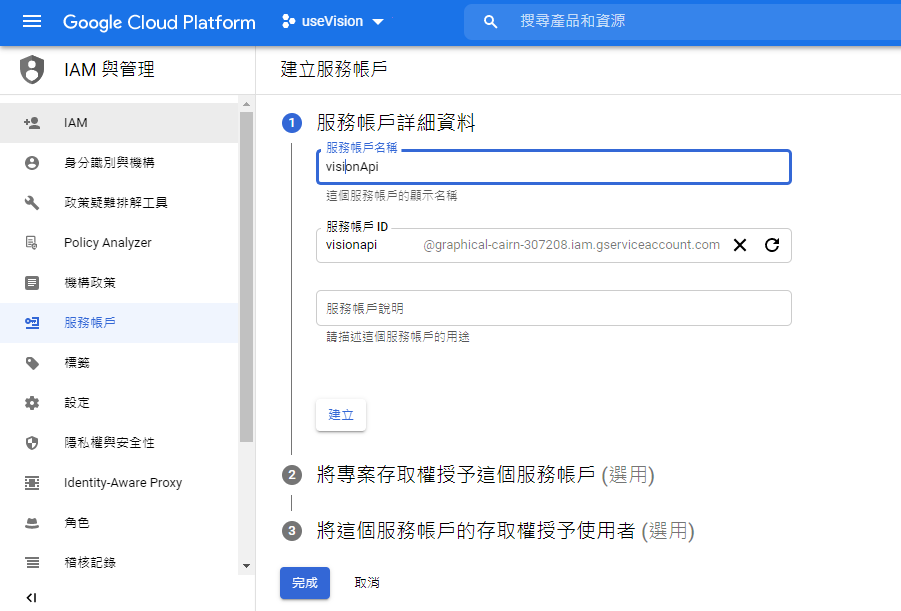 Google Cloud Platform
useVision
搜尋產品和資源
IAM 與管理
IAM
身分識別與機構
政策疑難排解工具
Policy Analyzer
機構政策
服務帳戶
標籤
設定
隱私權與安全性
Identity-Aware Proxy
角色
稽核記錄
建立服務帳戶
1 服務帳戶詳細資料
服務帳戶名稱
visionApi
這個服務帳戶的顯示名稱
服務帳戶 ID
visionapi @graphical-cairn-307208.iam.gserviceaccount.com
服務帳戶說明
請描述這個服務帳戶的用途
建立
2 將專案存取權授予這個服務帳戶 (選用)
3 將這個服務帳戶的存取權授予使用者 (選用)
完成 取消